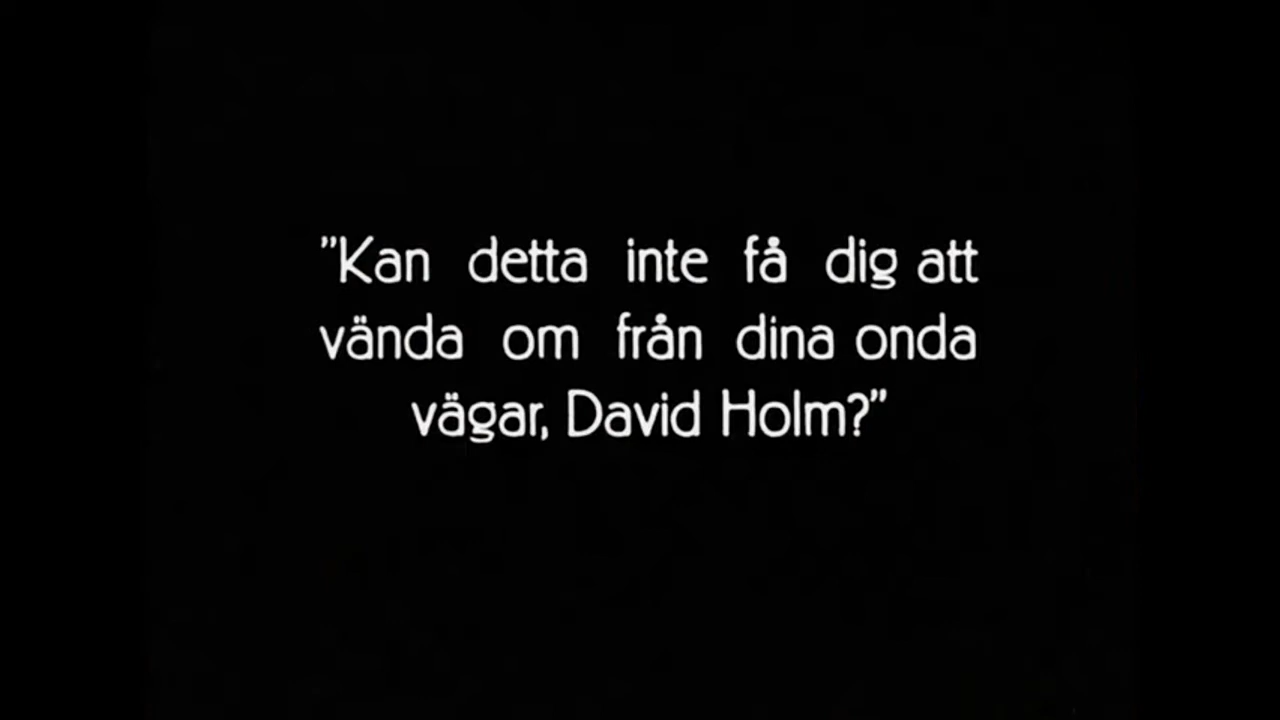 ”Kan detta inte få dig att
vända om från dina onda
vägar, David Holm?”